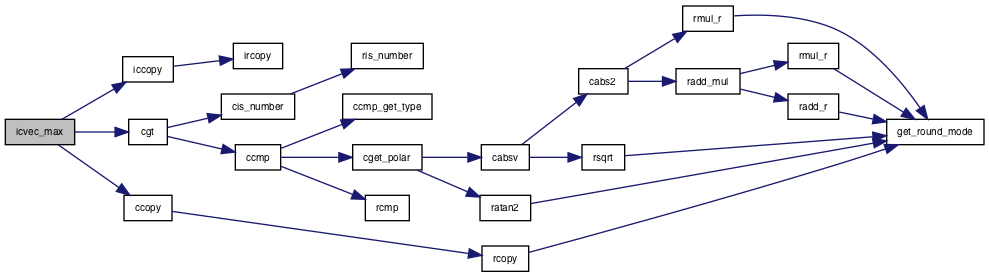 icvec_max
iccopy
ircopy
cgt
cis_number
ris_number
ccmp
ccmp_get_type
cget_polar
rcmp
cabsv
cabs2
rmul_r
radd_mul
rmul_r
radd_r
rsqrt
ratan2
get_round_mode
ccopy
rcopy